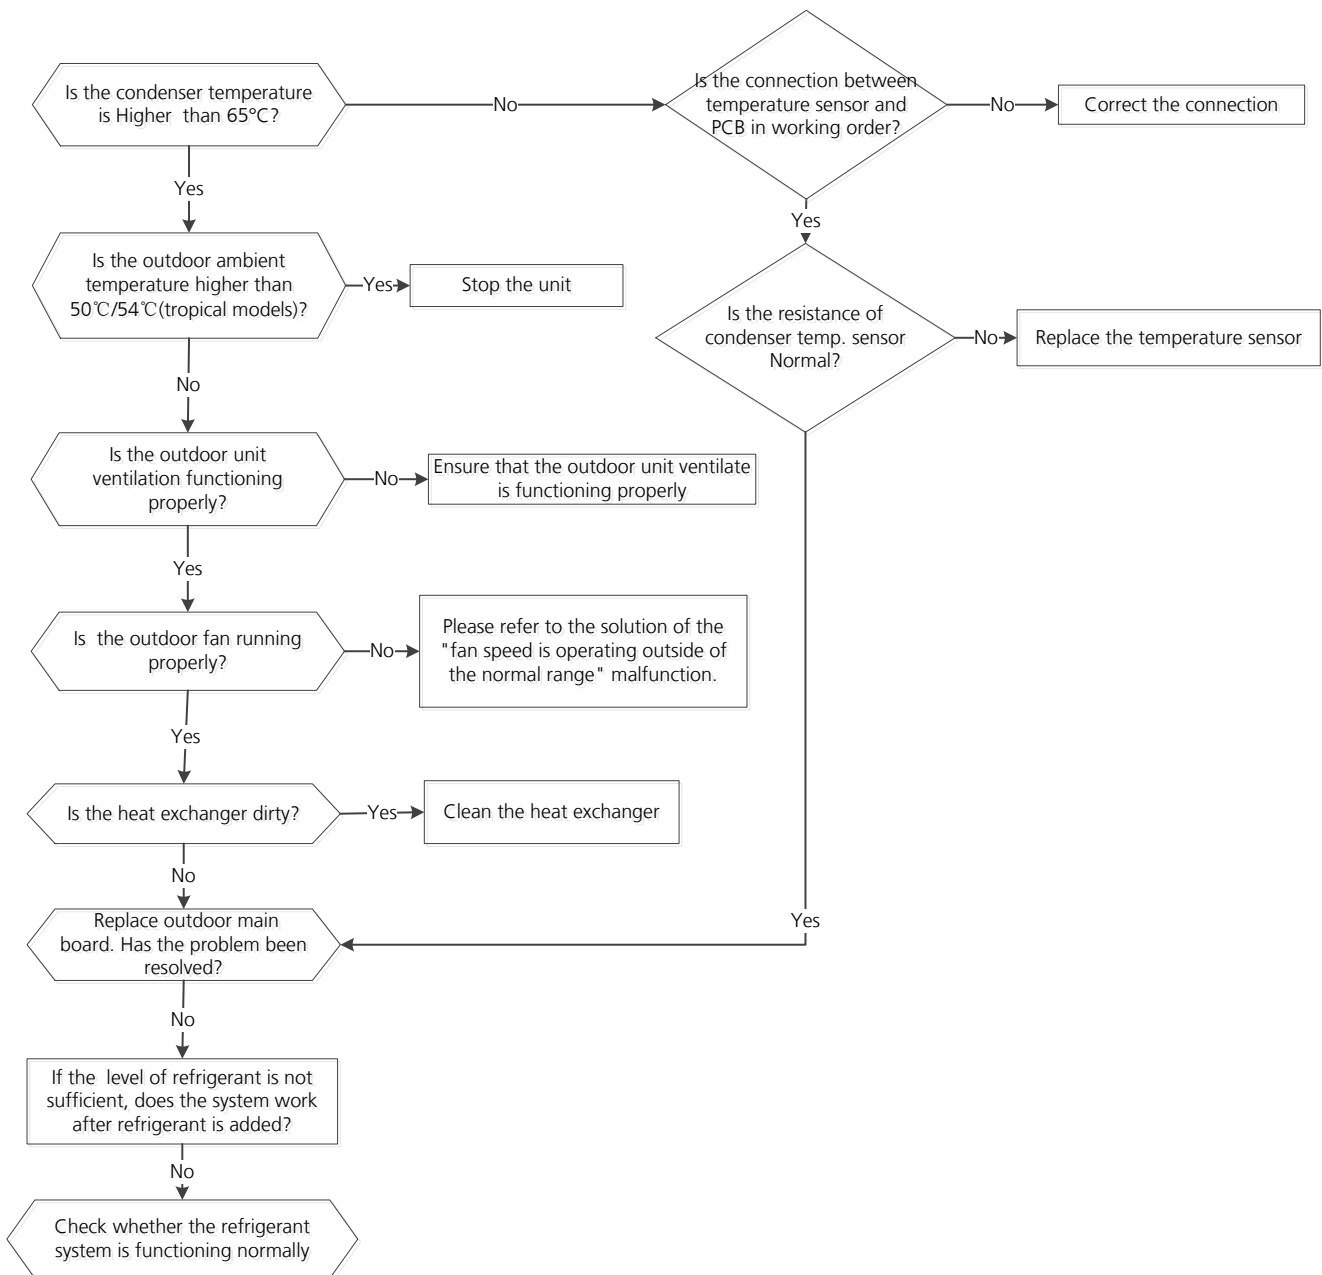 Is the condenser temperature
is Higher  than 65°C?
No
Is the connection between
temperature sensor and
PCB in working order?
No
Correct the connection
Yes
Yes
Is the outdoor ambient
temperature higher than
50℃/54℃(tropical models)?
Yes
Stop the unit
Is the resistance of
condenser temp. sensor
Normal?
No
Replace the temperature sensor
No
Is the outdoor unit
ventilation functioning
properly?
No
Ensure that the outdoor unit ventilate
is functioning properly
Yes
Is  the outdoor fan running
properly?
No
Please refer to the solution of the
"fan speed is operating outside of
the normal range" malfunction.
Yes
Is the heat exchanger dirty?
Yes
Clean the heat exchanger
No
Yes
Replace outdoor main
board. Has the problem been
resolved?
No
If the  level of refrigerant is not
sufficient, does the system work
after refrigerant is added?
No
Check whether the refrigerant
system is functioning normally